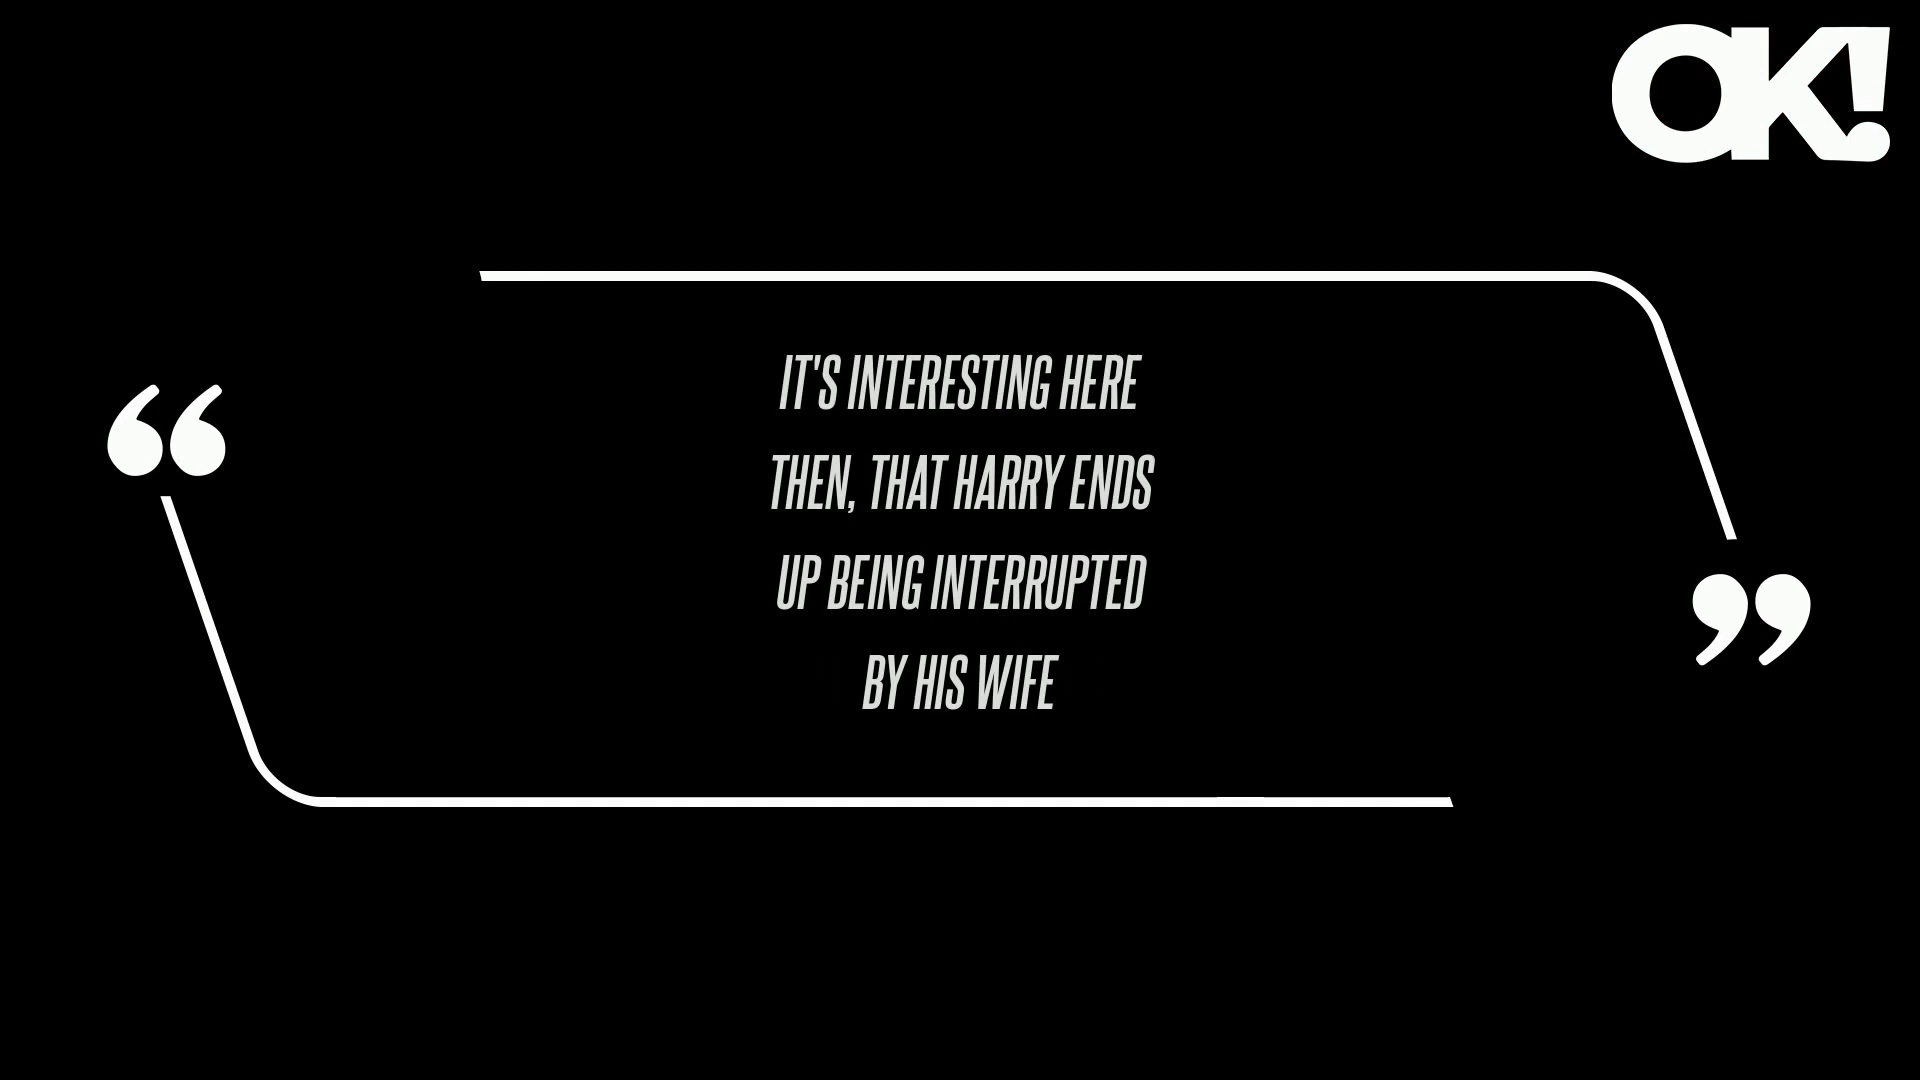 OK!
“
IT'S INTERESTING HERE
THEN, THAT HARRY ENDS
UP BEING INTERRUPTED
BY HIS WIFE
”